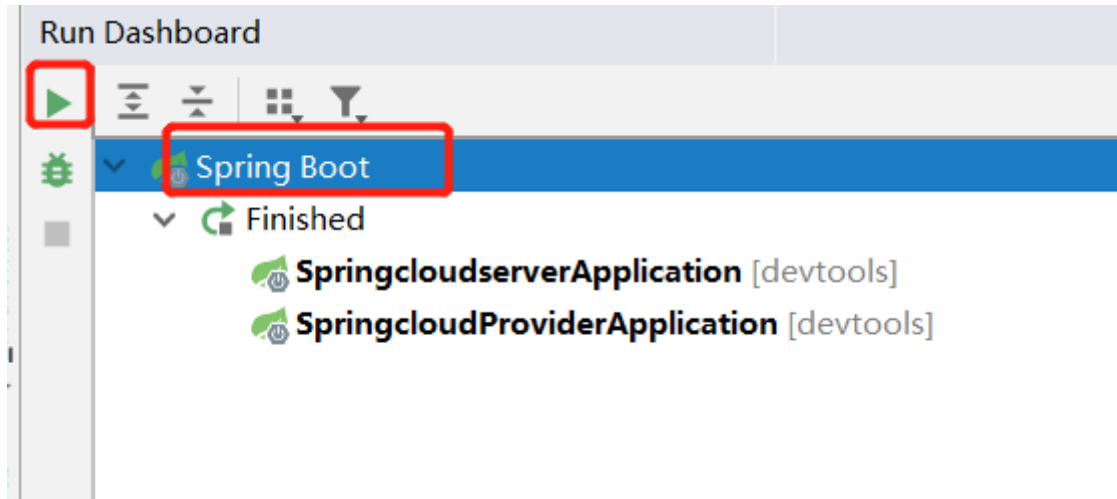 Run Dashboard
Spring Boot
Finished
SpringcloudserverApplication [devtools]
SpringcloudProviderApplication [devtools]